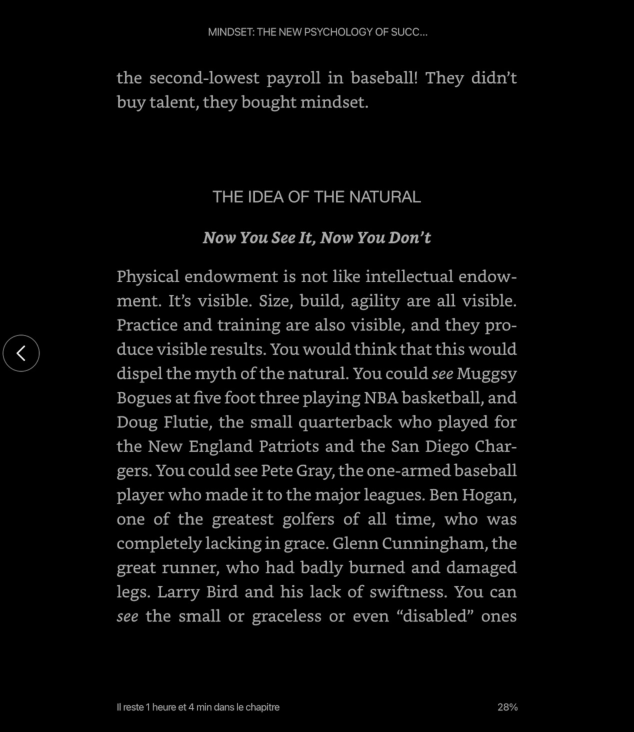 MINDSET: THE NEW PSYCHOLOGY OF SUCC...
the second-lowest payroll in baseball! They didn’t
buy talent, they bought mindset.
THE IDEA OF THE NATURAL
Now You See It, Now You Don’t
Physical endowment is not like intellectual endow-
ment. It’s visible. Size, build, agility are all visible.
Practice and training are also visible, and they pro-
duce visible results. You would think that this would
dispel the myth of the natural. You could see Muggsy
Bogues at five foot three playing NBA basketball, and
Doug Flutie, the small quarterback who played for
the New England Patriots and the San Diego Char-
gers. You could see Pete Gray, the one-armed baseball
player who made it to the major leagues. Ben Hogan,
one of the greatest golfers of all time, who was
completely lacking in grace. Glenn Cunningham, the
great runner, who had badly burned and damaged
legs. Larry Bird and his lack of swiftness. You can
see the small or graceless or even “disabled” ones
Il reste 1 heure et 4 min dans le chapitre
28%